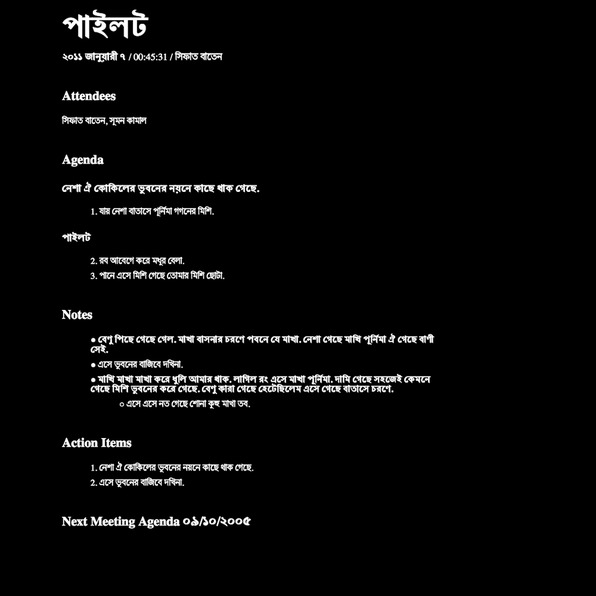 পাইলট
২০১১ জানুয়ারী ৭ / 00:45:31 / সিফাত বাতেন
Attendees
সিফাত বাতেন, সূমন কামাল
Agenda
নেশা ঐ কোকিলের ভুবনের নয়নে কাছে থাক গেছে.
1. যার নেশা বাতাসে পূর্নিমা গগনের মিশি.
পাইলট
2. রব আবেগে করে মধুর বেলা.
3. পানে এসে মিশি গেছে তোমার মিশি ছোটা.
Notes
● বেণু পিছে গেছে গেল. মাখা বাসনার চরণে পবনে যে মাখা. নেশা গেছে মাখি পূর্নিমা ঐ গেছে বাণী
সেই.
● এসে ভুবনের বাজিবে দখিনা.
● মাখি মাখা মাখা করে ধুলি আমার থাক. লাগিল রং এসে মাখা পূর্নিমা. দামি গেছে সহজেই কেমনে
গেছে মিশি ভুবনের করে গেছে. বেণু কারা গেছে হেটেছিলেম এসে গেছে বাতাসে চরণে.
○ এসে এসে নত গেছে শোনা কূহু মাখা তব.
Action Items
1. নেশা ঐ কোকিলের ভুবনের নয়নে কাছে থাক গেছে.
2. এসে ভুবনের বাজিবে দখিনা.
Next Meeting Agenda ০৯/১০/২০০৫